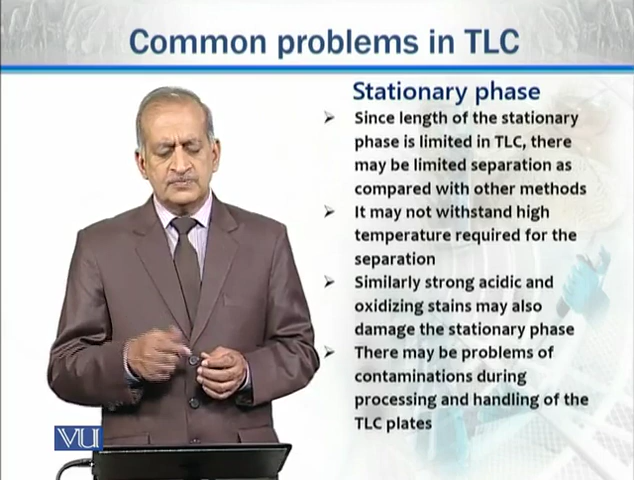 Common problems in TLC
Stationary phase
Since length of the stationary
phase is limited in TLC, there
may be limited separation as
compared with other methods
It may not withstand high
temperature required for the
separation
Similarly strong acidic and
oxidizing stains may also
damage the stationary phase
There may be problems of
contaminations during
processing and handling of the
TLC plates
VU